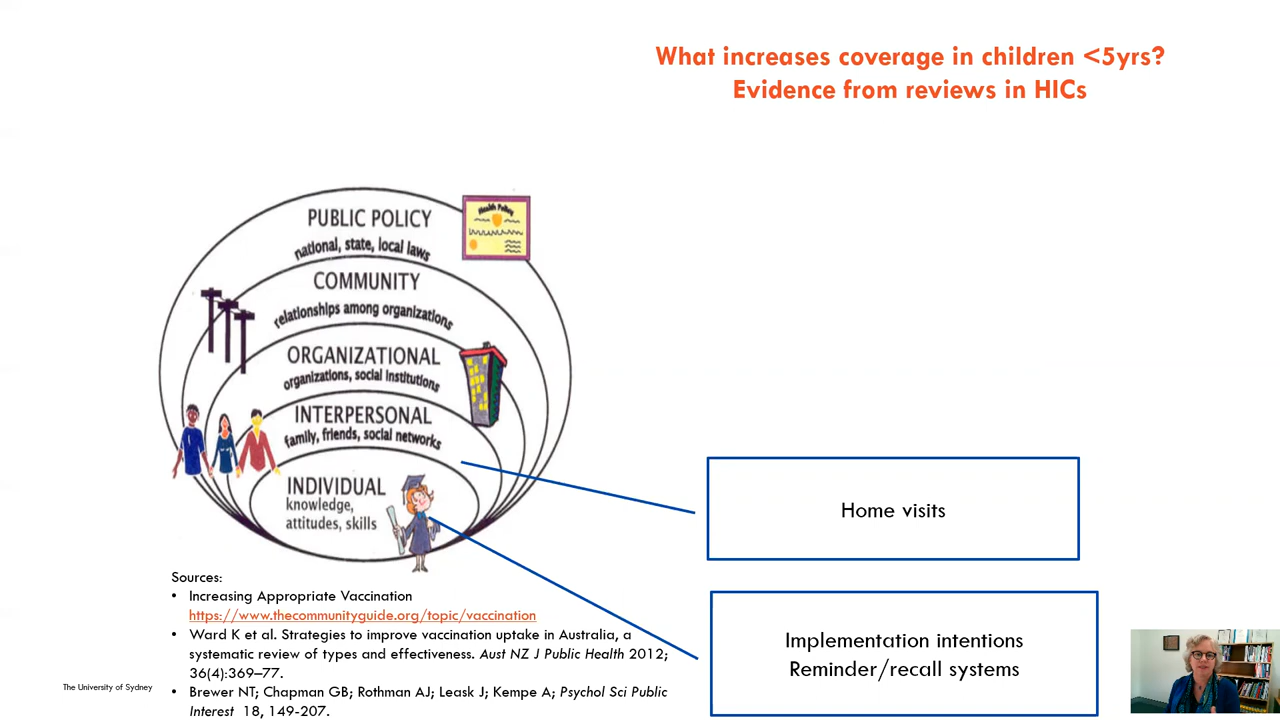 What increases coverage in children <5yrs?
Evidence from reviews in HICs
PUBLIC POLICY
national, state, local laws
Health Policy
COMMUNITY
relationships among organizations
ORGANIZATIONAL
organizations, social institutions
INTERPERSONAL
family, friends, social networks
INDIVIDUAL
knowledge,
attitudes, skills
Home visits
Implementation intentions
Reminder/recall systems
Sources:
• Increasing Appropriate Vaccination
https://www.thecommunityguide.org/topic/vaccination
• Ward K et al. Strategies to improve vaccination uptake in Australia, a
systematic review of types and effectiveness. Aust NZ J Public Health 2012;
36(4):369–77.
• Brewer NT; Chapman GB; Rothman AJ; Leask J; Kempe A; Psychol Sci Public
Interest 18, 149-207.
The University of Sydney